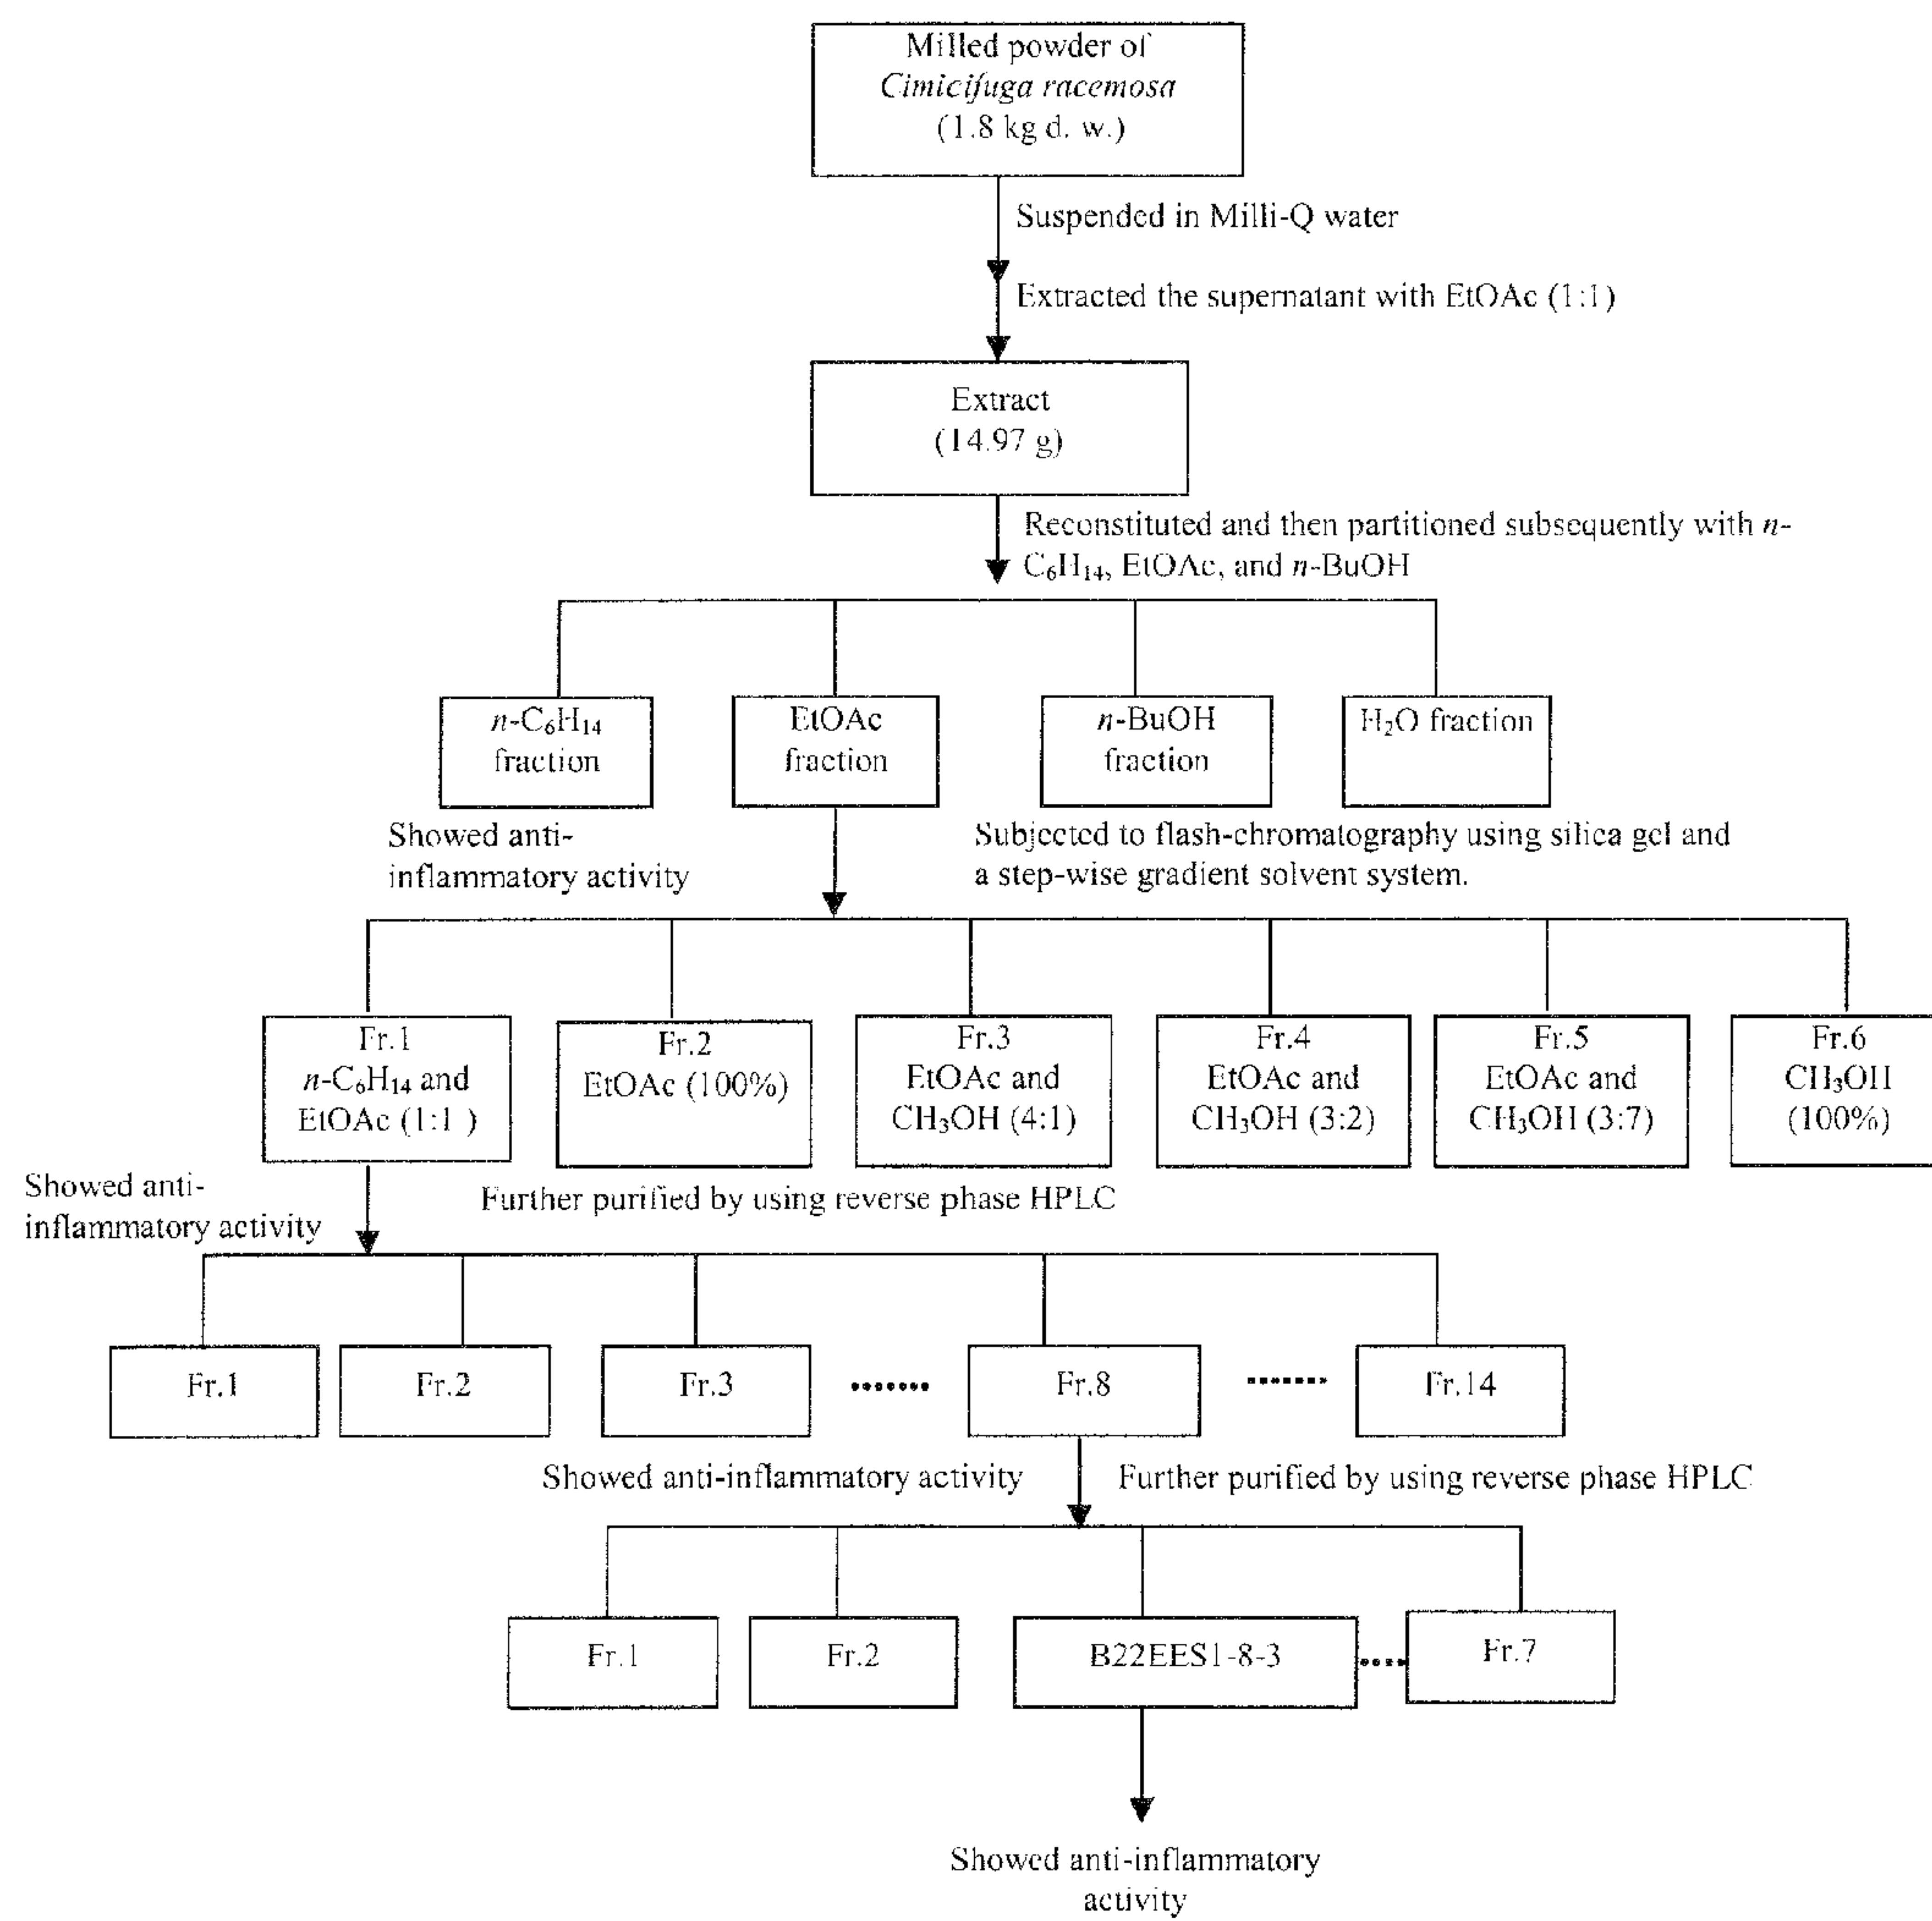 Milled powder of
Cimicifuga racemosa
(1.8 kg d. w.)
Suspended in Milli-Q water
Extracted the supernatant with EtOAc (1:1)
Extract
(14.97 g)
Reconstituted and then partitioned subsequently with n-
C₆H₁₄, EtOAc, and n-BuOH
n-C₆H₁₄
fraction
EtOAc
fraction
n-BuOH
fraction
H₂O fraction
Showed anti-
inflammatory activity
Subjected to flash-chromatography using silica gel and
a step-wise gradient solvent system.
Fr.1
n-C₆H₁₄ and
EtOAc (1:1 )
Fr.2
EtOAc (100%)
Fr.3
EtOAc and
CH₃OH (4:1)
Fr.4
EtOAc and
CH₃OH (3:2)
Fr.5
EtOAc and
CH₃OH (3:7)
Fr.6
CH₃OH
(100%)
Showed anti-
inflammatory activity
Further purified by using reverse phase HPLC
Fr.1
Fr.2
Fr.3
.......
Fr.8
.......
Fr.14
Showed anti-inflammatory activity
Further purified by using reverse phase HPLC
Fr.1
Fr.2
B22EES1-8-3
....
Fr.7
Showed anti-inflammatory
activity